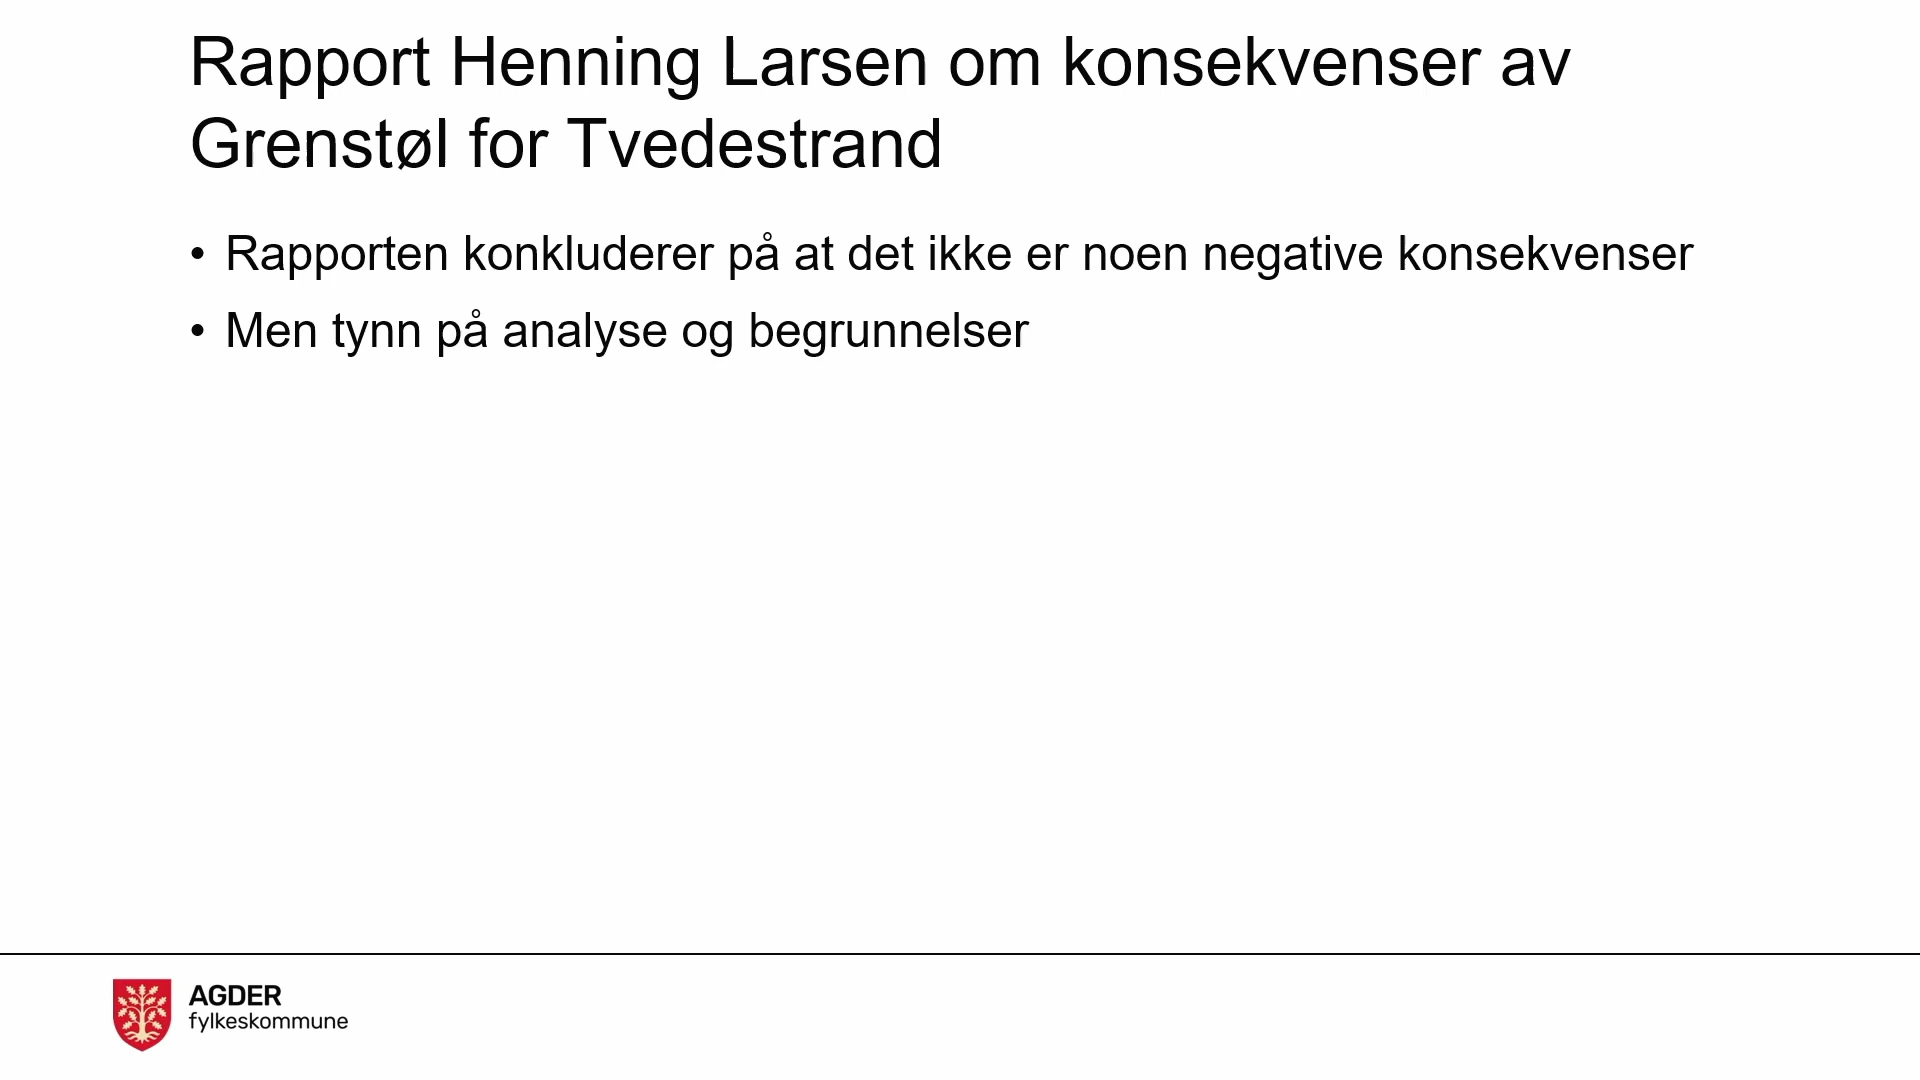 Rapport Henning Larsen om konsekvenser av
Grenstøl for Tvedestrand
• Rapporten konkluderer på at det ikke er noen negative konsekvenser
• Men tynn på analyse og begrunnelser
AGDER
fylkeskommune